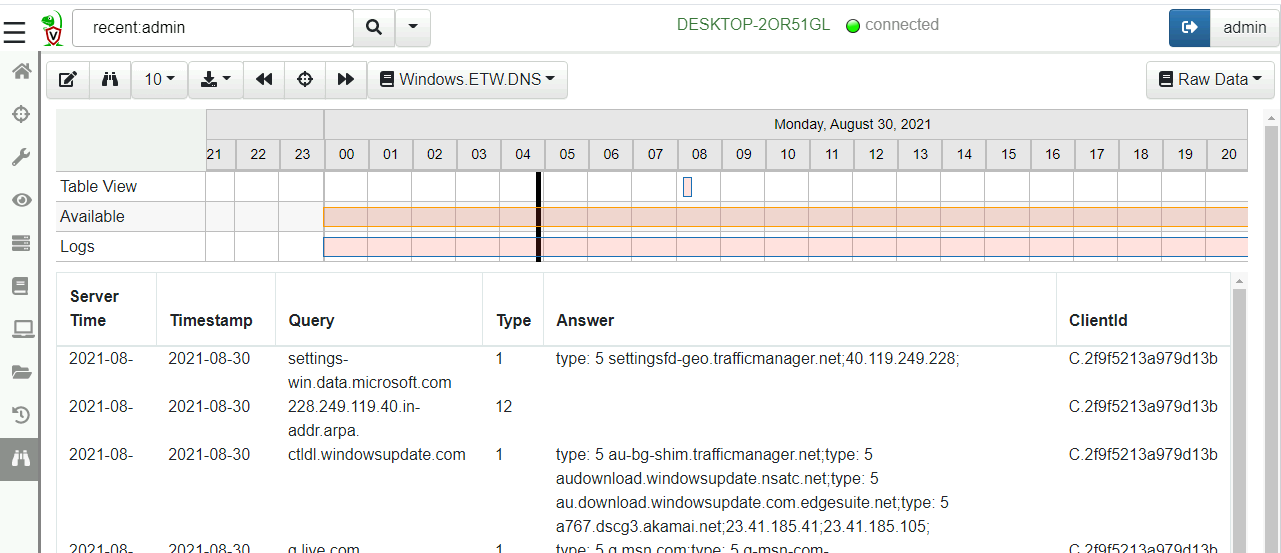 recent:admin
DESKTOP-2OR51GL connected
admin
10
Windows.ETW.DNS
Raw Data
Monday, August 30, 2021
21 22 23 00 01 02 03 04 05 06 07 08 09 10 11 12 13 14 15 16 17 18 19 20
Table View
Available
Logs
Server Time Timestamp Query Type Answer ClientId
2021-08- 2021-08-30 settings- 1 type: 5 settingsfd-geo.trafficmanager.net;40.119.249.228; C.2f9f5213a979d13b
win.data.microsoft.com
2021-08- 2021-08-30 228.249.119.40.in- 12 C.2f9f5213a979d13b
addr.arpa.
2021-08- 2021-08-30 ctldl.windowsupdate.com 1 type: 5 au-bg-shim.trafficmanager.net;type: 5 C.2f9f5213a979d13b
audownload.windowsupdate.nsatc.net;type: 5
au.download.windowsupdate.com.edgesuite.net;type: 5
a767.dscg3.akamai.net;23.41.185.41;23.41.185.105;
2021-08- 2021-08-30 g.live.com 1 type: 5 g.msn.com;type: 5 g-msn-com- C.2f9f5213a979d13b